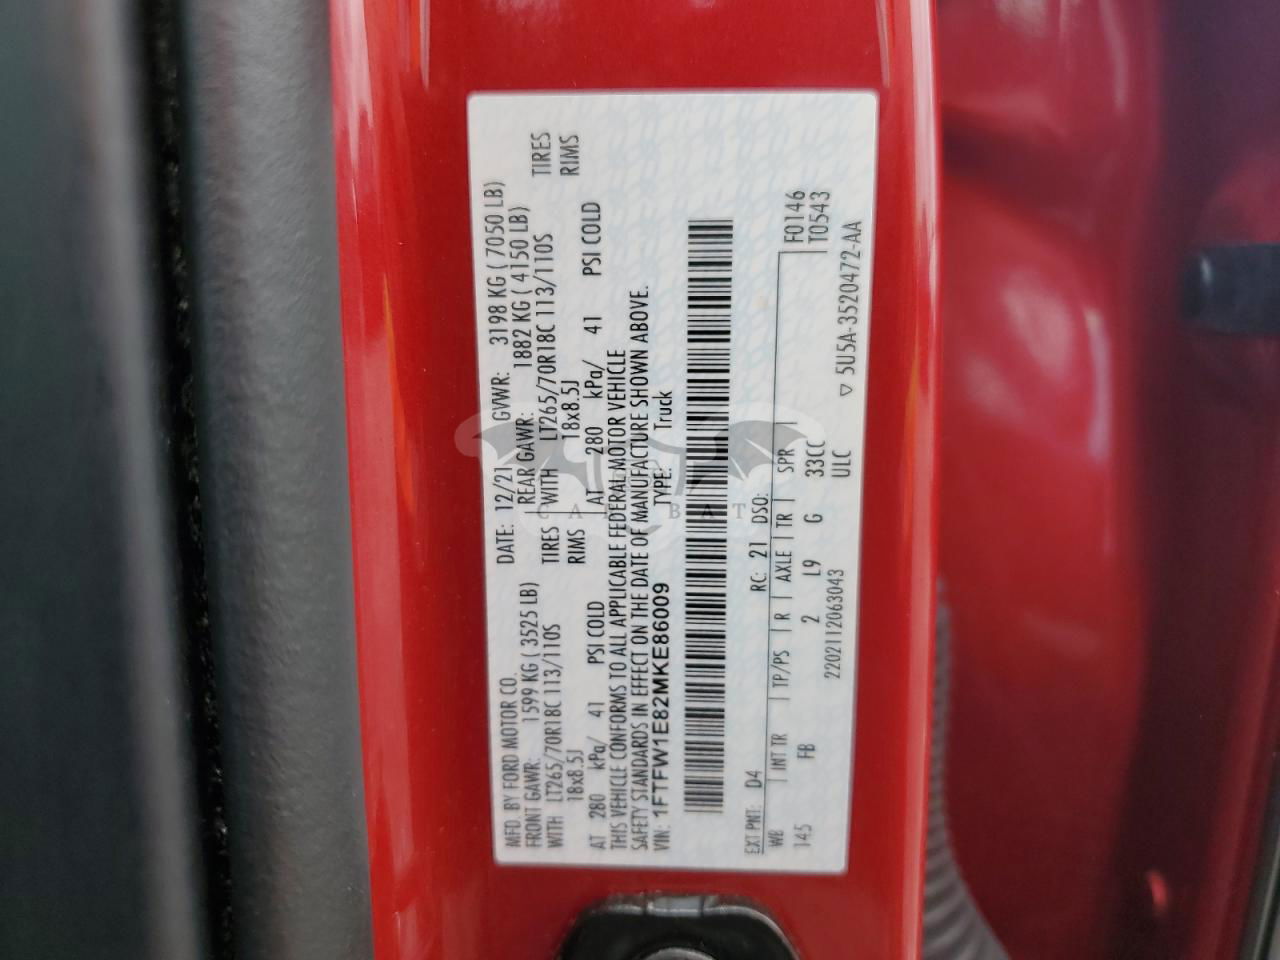 MFD. BY FORD MOTOR CO.
DATE: 12/21 GVWR: 3198 KG ( 7050 LB)
FRONT GAWR: 1599 KG ( 3525 LB)
REAR GAWR: 1882 KG ( 4150 LB)
WITH LT265/70R18C 113/110S TIRES
WITH LT265/70R18C 113/110S TIRES
18x8.5J RIMS
18x8.5J RIMS
AT 280 kPa/ 41 PSI COLD
AT 280 kPa/ 41 PSI COLD
THIS VEHICLE CONFORMS TO ALL APPLICABLE FEDERAL MOTOR VEHICLE
SAFETY STANDARDS IN EFFECT ON THE DATE OF MANUFACTURE SHOWN ABOVE.
VIN: 1FTFW1E82MKE86009 TYPE: Truck
EXT PNT: D4 RC: 21 DSO: F0146
WB INT TR TP/PS R AXLE TR SPR T0543
145 FB 2 L9 G 33CC
ULC
2202112063043
▽ 5U5A-3520472-AA
CAR BAT